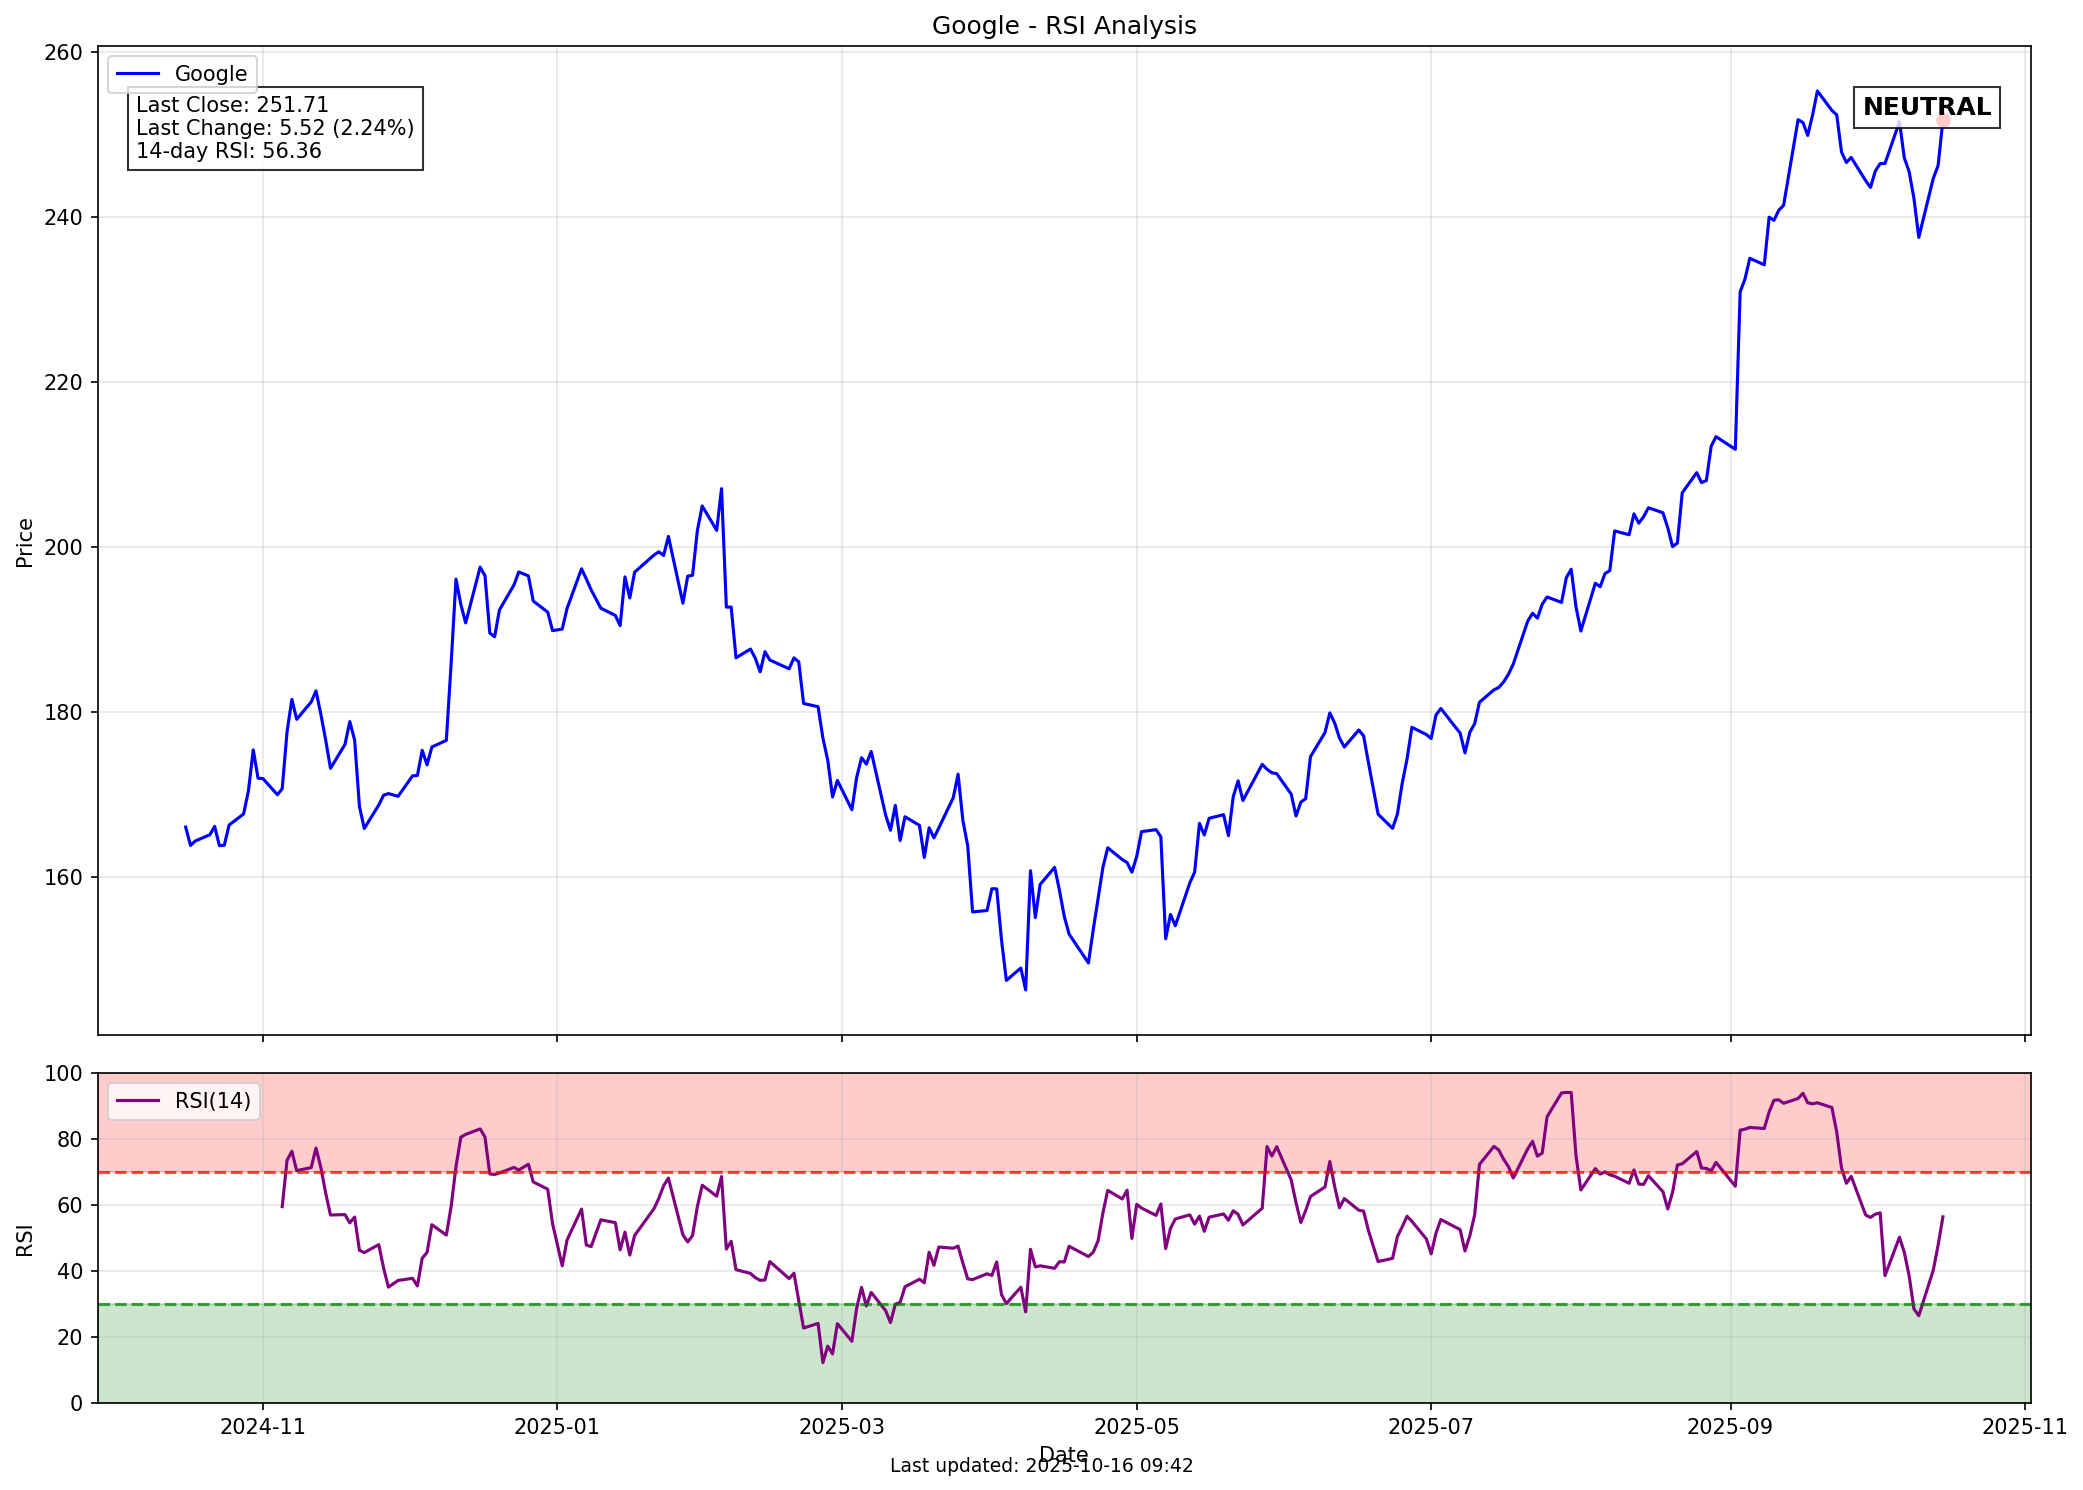 Google - RSI Analysis
Google
Last Close: 251.71
Last Change: 5.52 (2.24%)
14-day RSI: 56.36
NEUTRAL
Price
260
240
220
200
180
160
RSI(14)
RSI
100
80
60
40
20
0
2024-11
2025-01
2025-03
2025-05
2025-07
2025-09
2025-11
Date
Last updated: 2025-10-16 09:42